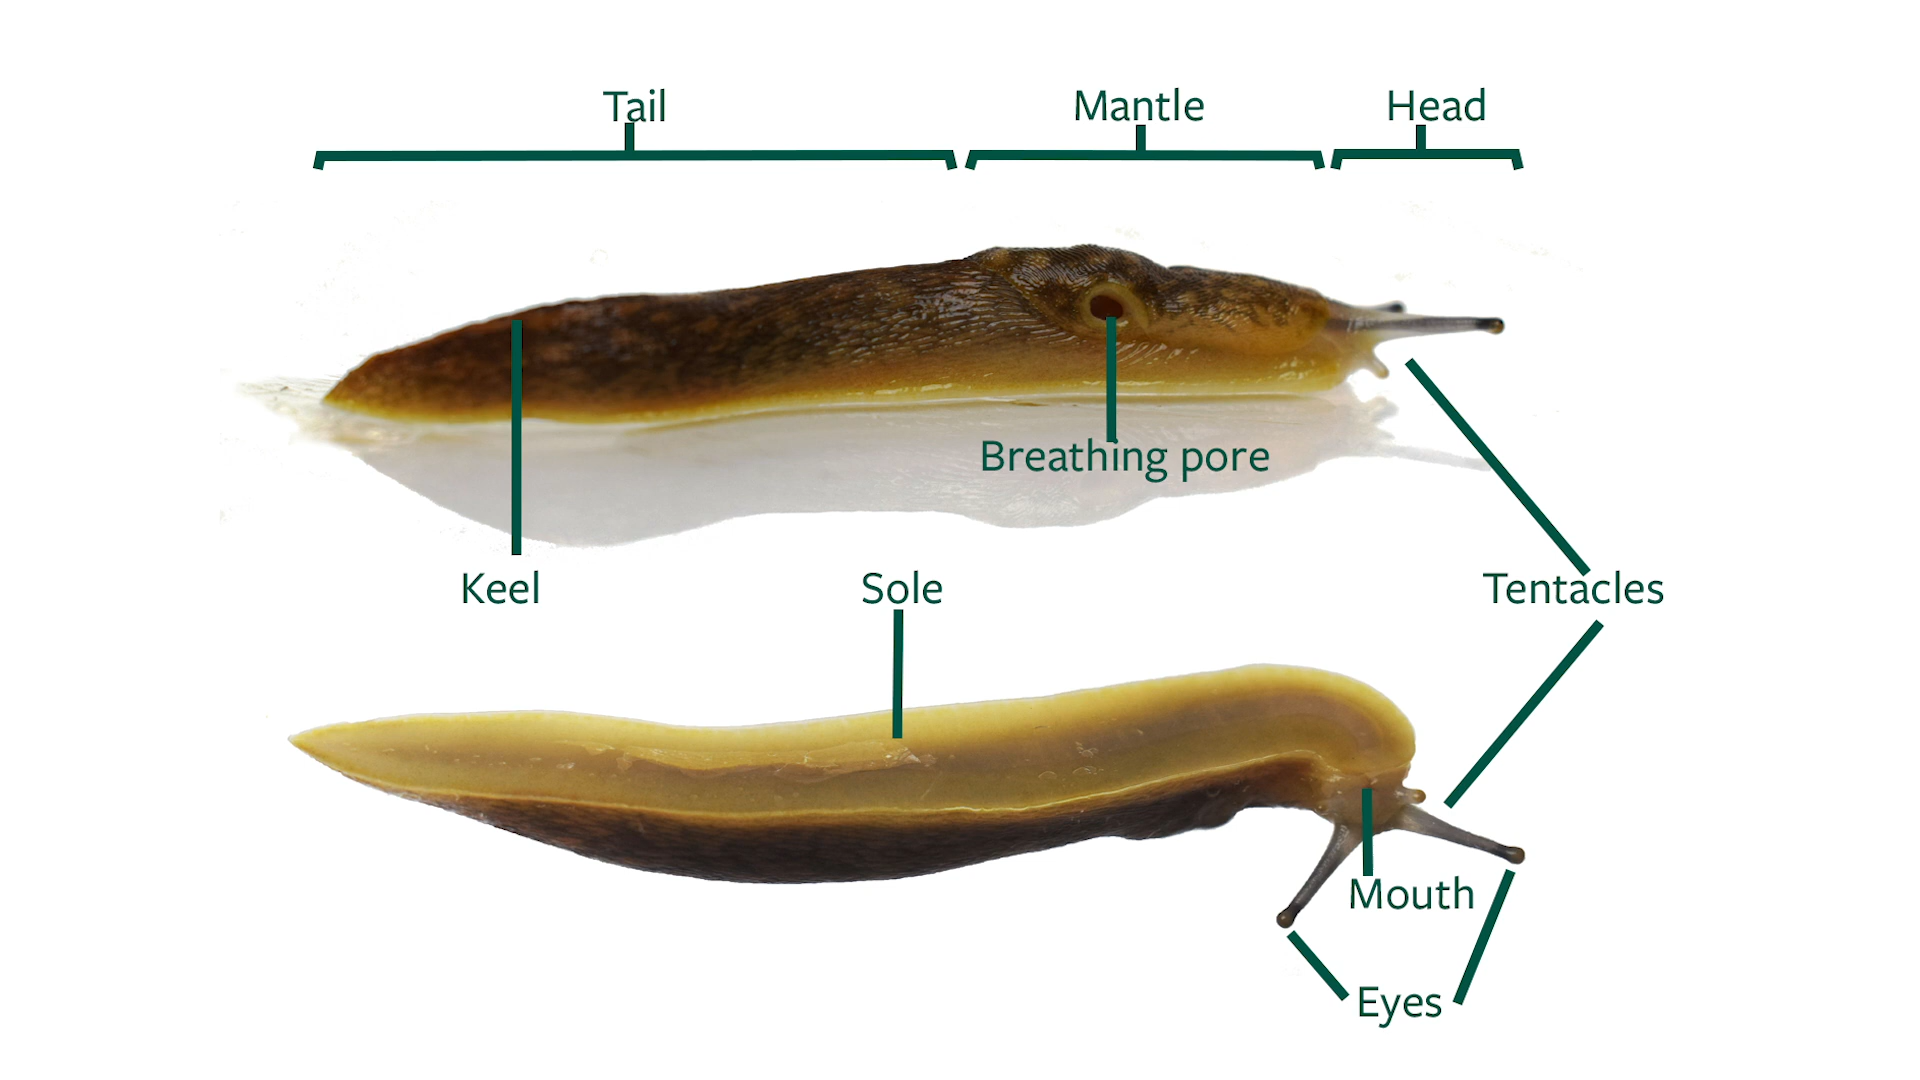 Tail
Mantle
Head
Breathing pore
Keel
Sole
Tentacles
Mouth
Eyes